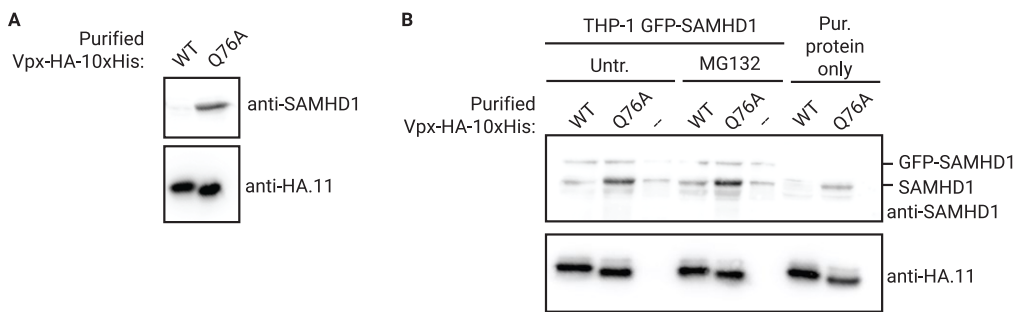 A
Purified
Vpx-HA-10xHis:
WT
Q76A
anti-SAMHD1
anti-HA.11
B
THP-1 GFP-SAMHD1
Pur.
protein
only
Untr.
MG132
Purified
Vpx-HA-10xHis:
WT
Q76A
--
WT
Q76A
--
WT
Q76A
GFP-SAMHD1
SAMHD1
anti-SAMHD1
anti-HA.11